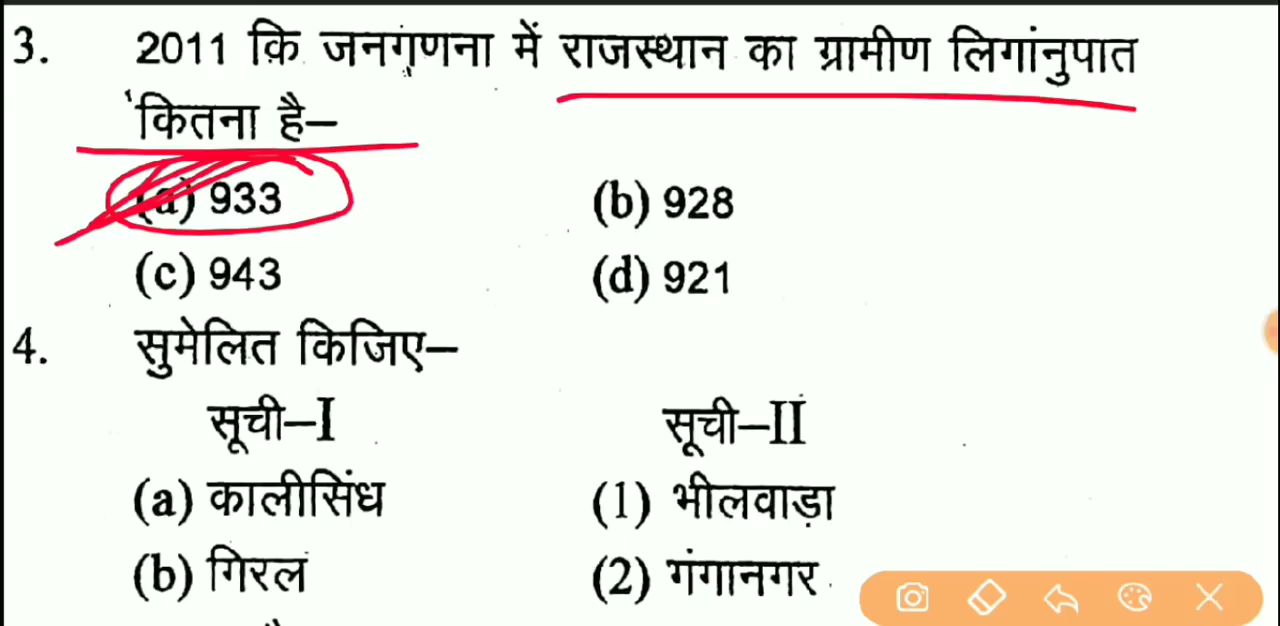 3. 2011 कि जनगणना में राजस्थान का ग्रामीण लिगांनुपात
कितना है–
(a) 933 (b) 928
(c) 943 (d) 921
4. सुमेलित किजिए–
सूची–I सूची–II
(a) कालीसिंध (1) भीलवाड़ा
(b) गिरल (2) गंगानगर